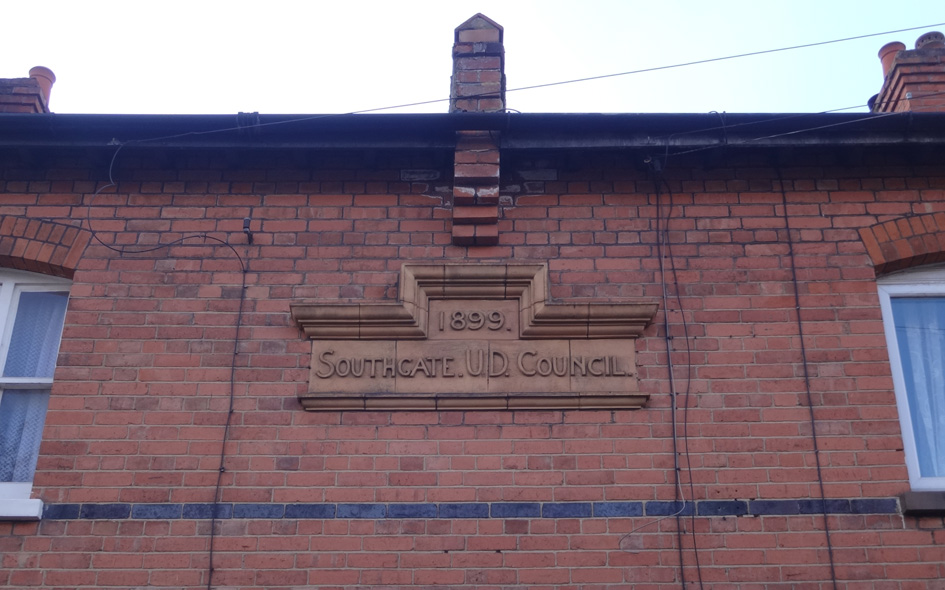 1899.
SOUTHGATE. U.D. COUNCIL.